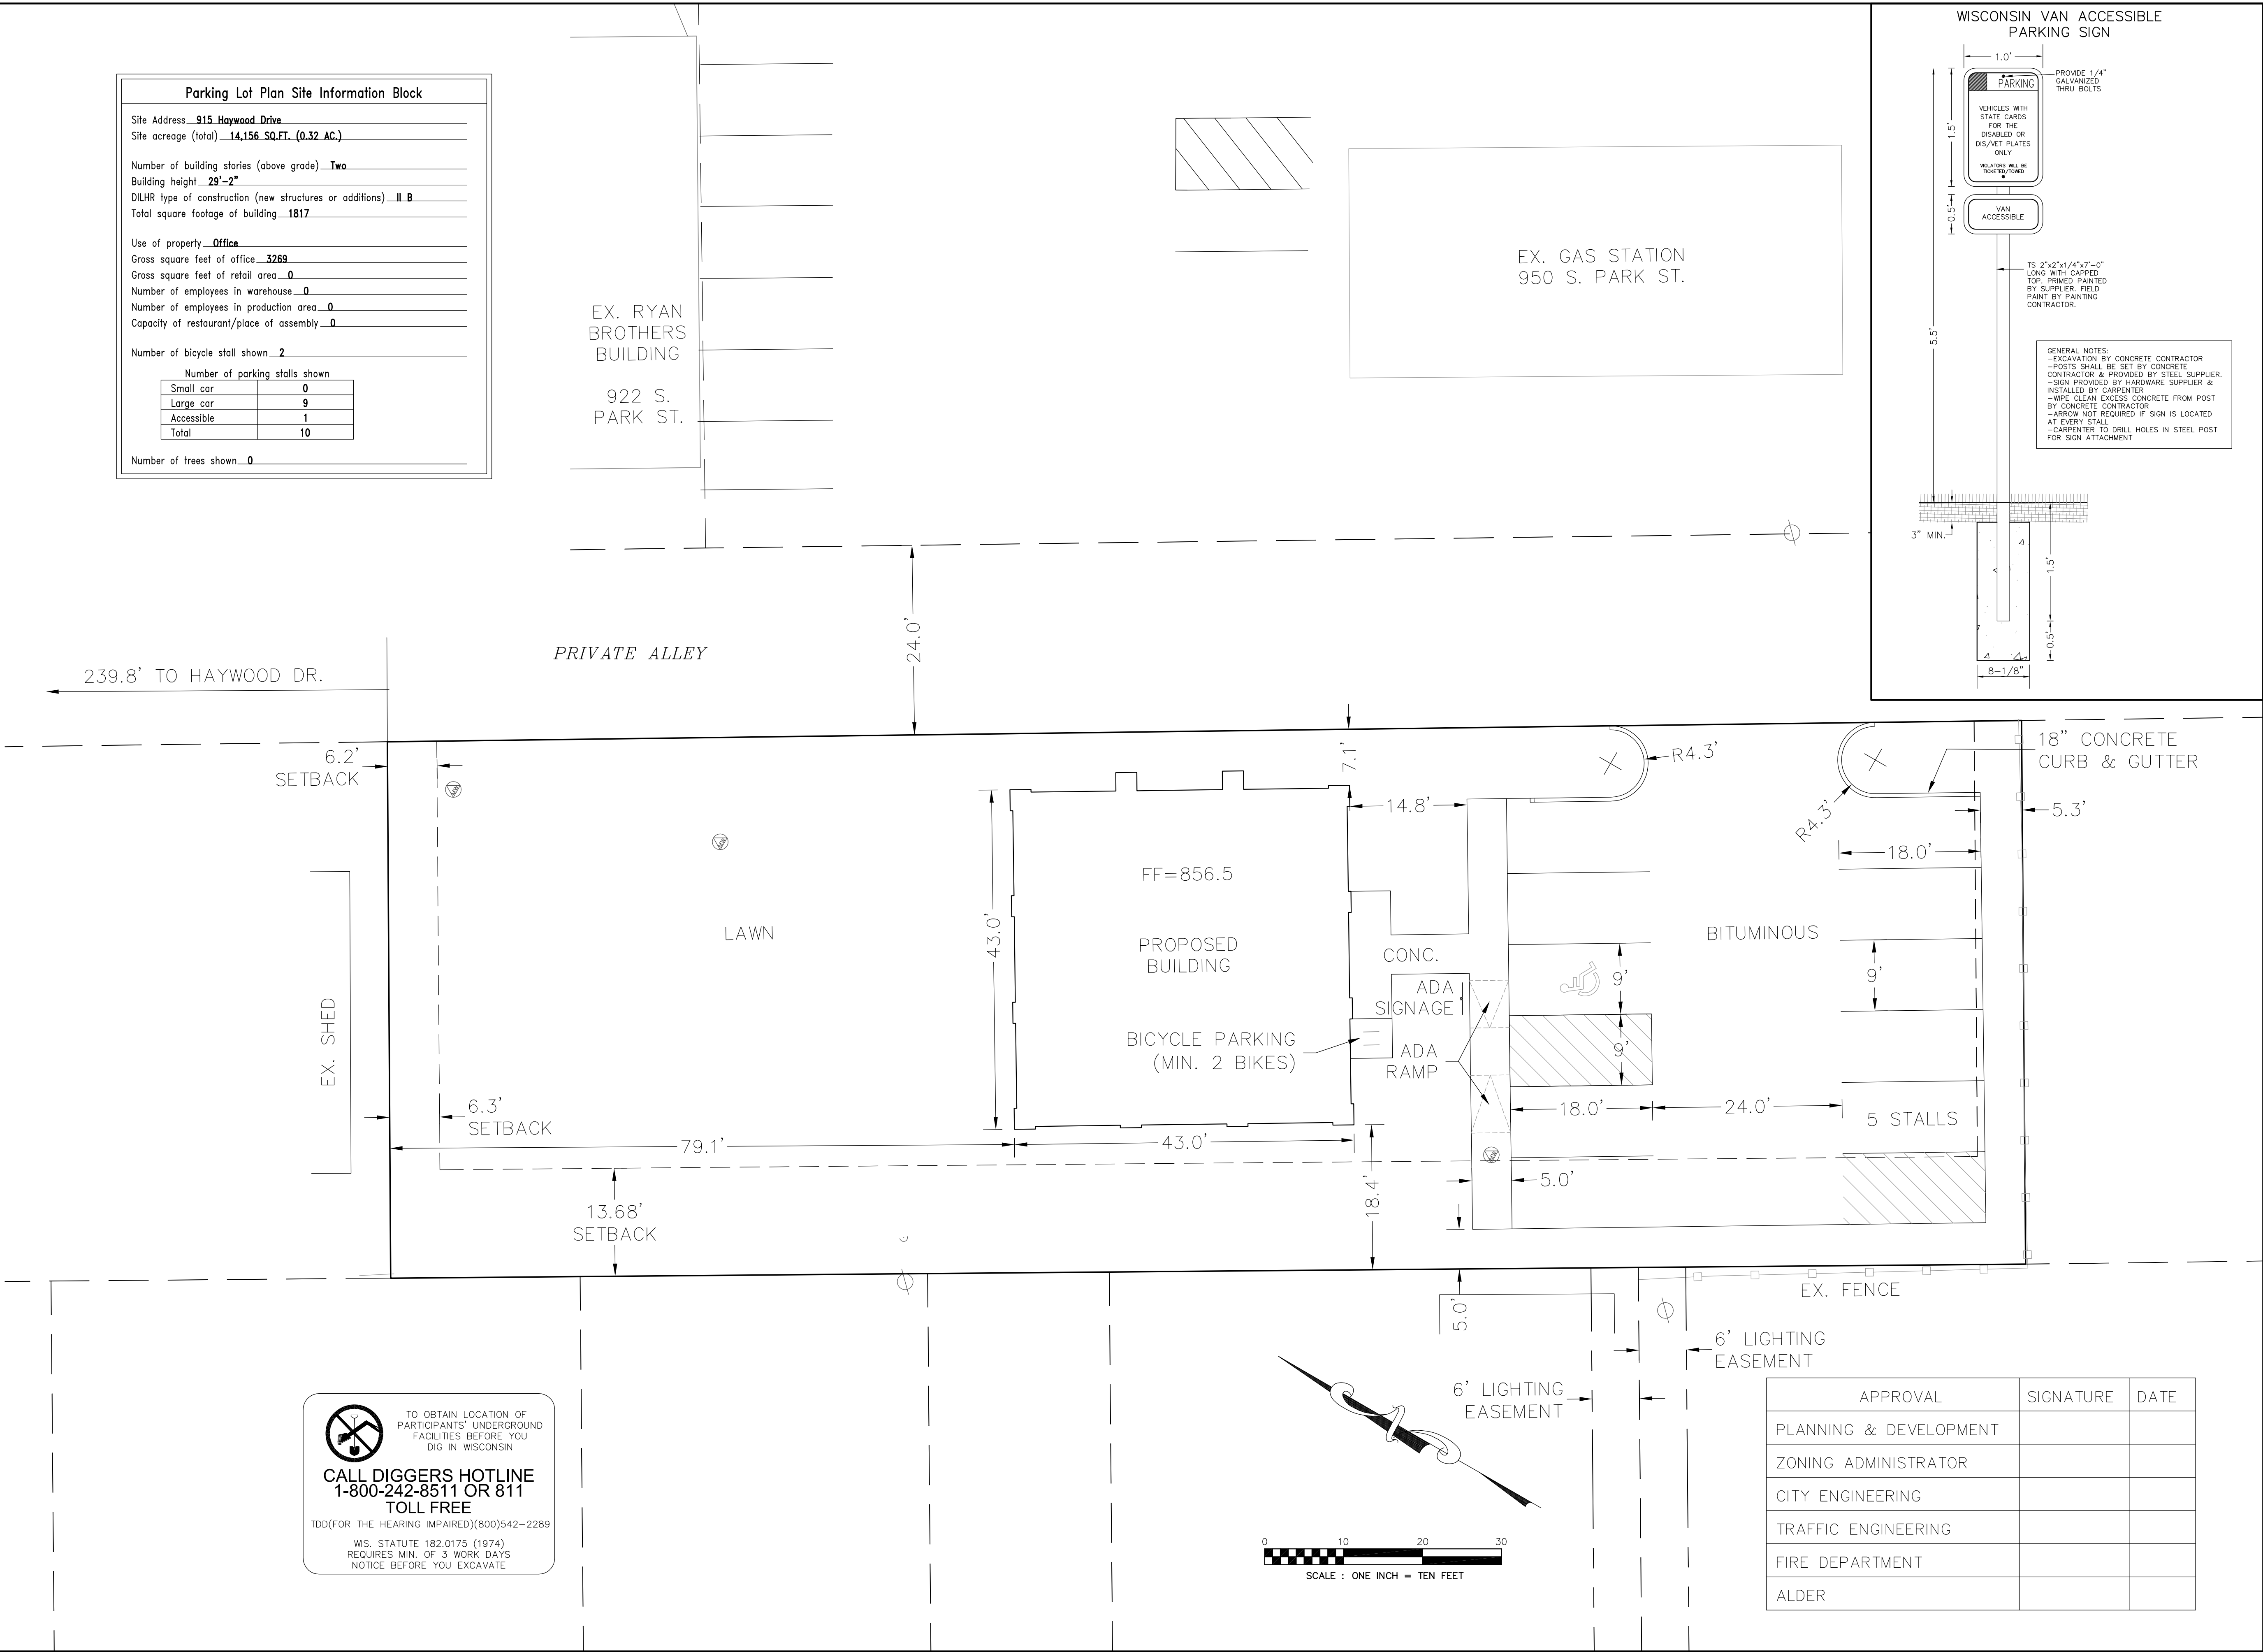 Parking Lot Plan Site Information Block
Site Address 915 Haywood Drive
Site acreage (total) 14,156 SQ.FT. (0.32 AC.)
Number of building stories (above grade) Two
Building height 29'-2"
DILHR type of construction (new structures or additions) II B
Total square footage of building 1817
Use of property Office
Gross square feet of office 3269
Gross square feet of retail area 0
Number of employees in warehouse 0
Number of employees in production area 0
Capacity of restaurant/place of assembly 0
Number of bicycle stall shown 2
Number of parking stalls shown
Small car 0
Large car 9
Accessible 1
Total 10
Number of trees shown 0
EX. RYAN
BROTHERS
BUILDING
922 S.
PARK ST.
EX. GAS STATION
950 S. PARK ST.
WISCONSIN VAN ACCESSIBLE
PARKING SIGN
1.0'
PROVIDE 1/4"
GALVANIZED
THRU BOLTS
PARKING
VEHICLES WITH
STATE CARDS
FOR THE
DISABLED OR
DIS/VET PLATES
ONLY
VIOLATORS WILL BE
TICKETED/TOWED
1.5'
0.5'
VAN
ACCESSIBLE
TS 2"x2"x1/4"x7'-0"
LONG WITH CAPPED
TOP. PRIMED PAINTED
BY SUPPLIER. FIELD
PAINT BY PAINTING
CONTRACTOR.
5.5'
GENERAL NOTES:
-EXCAVATION BY CONCRETE CONTRACTOR
-POSTS SHALL BE SET BY CONCRETE
CONTRACTOR & PROVIDED BY STEEL SUPPLIER.
-SIGN PROVIDED BY HARDWARE SUPPLIER &
INSTALLED BY CARPENTER
-WIPE CLEAN EXCESS CONCRETE FROM POST
BY CONCRETE CONTRACTOR
-ARROW NOT REQUIRED IF SIGN IS LOCATED
AT EVERY STALL
-CARPENTER TO DRILL HOLES IN STEEL POST
FOR SIGN ATTACHMENT
3" MIN.
1.5'
0.5'
8-1/8"
24.0'
PRIVATE ALLEY
239.8' TO HAYWOOD DR.
6.2'
SETBACK
7.1'
R4.3'
R4.3'
18" CONCRETE
CURB & GUTTER
5.3'
14.8'
18.0'
FF=856.5
43.0'
LAWN
PROPOSED
BUILDING
CONC.
BITUMINOUS
ADA
SIGNAGE
9'
9'
EX. SHED
BICYCLE PARKING
(MIN. 2 BIKES)
ADA
RAMP
9'
6.3'
SETBACK
18.0'
24.0'
5 STALLS
79.1'
43.0'
18.4'
5.0'
13.68'
SETBACK
5.0'
EX. FENCE
6' LIGHTING
EASEMENT
6' LIGHTING
EASEMENT
TO OBTAIN LOCATION OF
PARTICIPANTS' UNDERGROUND
FACILITIES BEFORE YOU
DIG IN WISCONSIN
CALL DIGGERS HOTLINE
1-800-242-8511 OR 811
TOLL FREE
TDD(FOR THE HEARING IMPAIRED)(800)542-2289
WIS. STATUTE 182.0175 (1974)
REQUIRES MIN. OF 3 WORK DAYS
NOTICE BEFORE YOU EXCAVATE
0 10 20 30
SCALE : ONE INCH = TEN FEET
APPROVAL SIGNATURE DATE
PLANNING & DEVELOPMENT
ZONING ADMINISTRATOR
CITY ENGINEERING
TRAFFIC ENGINEERING
FIRE DEPARTMENT
ALDER